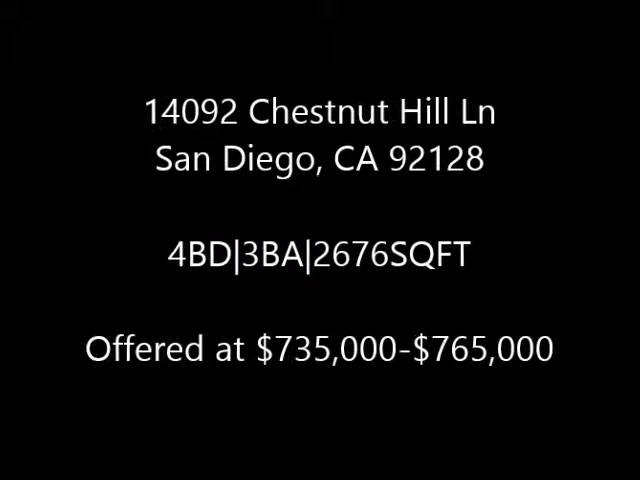 14092 Chestnut Hill Ln
San Diego, CA 92128
4BD|3BA|2676SQFT
Offered at $735,000-$765,000